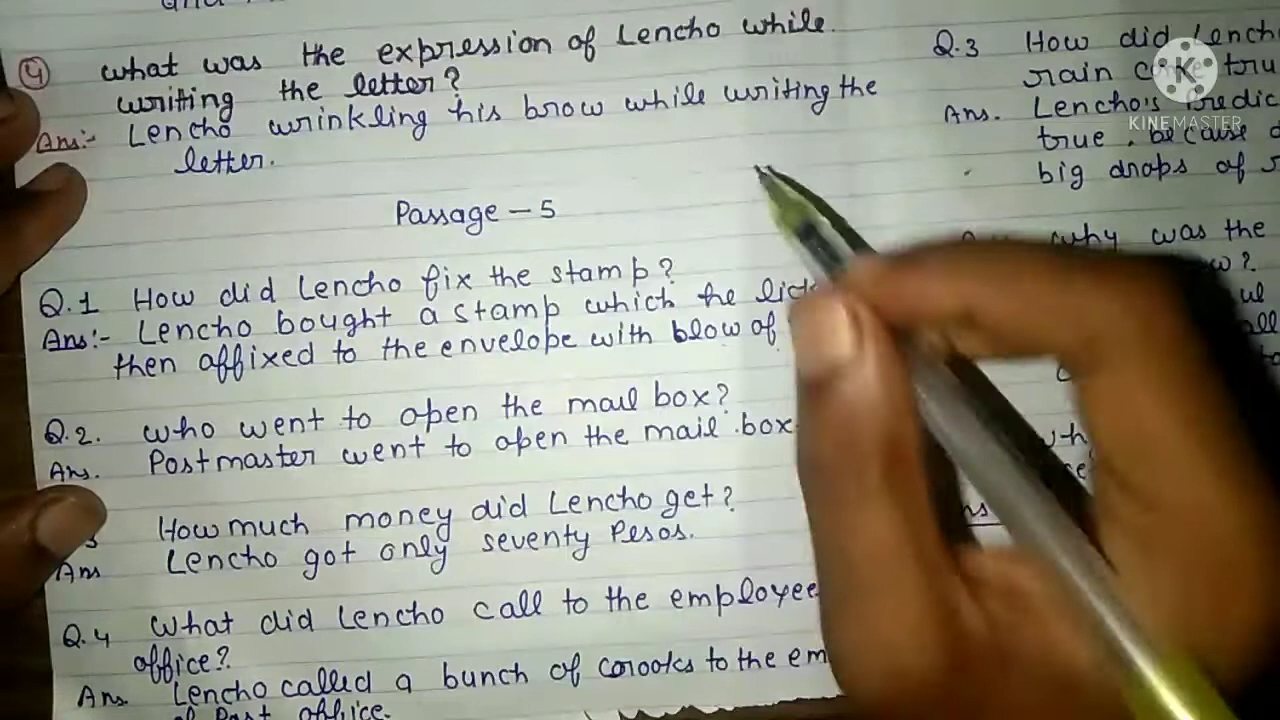 ④ what was the expression of Lencho while
writing the letter?
Ans:- Lencho wrinkling his brow while writing the
letter.
Passage - 5
Q.1 How did Lencho fix the stamp?
Ans:- Lencho bought a stamp which the
then affixed to the envelope with blow of
Q.2. who went to open the mail box?
Ans. Postmaster went to open the mail box
How much money did Lencho get?
Ans Lencho got only seventy Pesos.
Q.4 What did Lencho call to the employee
office?
Ans. Lencho called a bunch of corooks to the em
of Post office.
Q.3 How did Lench
rain tru
Ans. Lencho's
true, because
big drops of
why was the
KINEMASTER